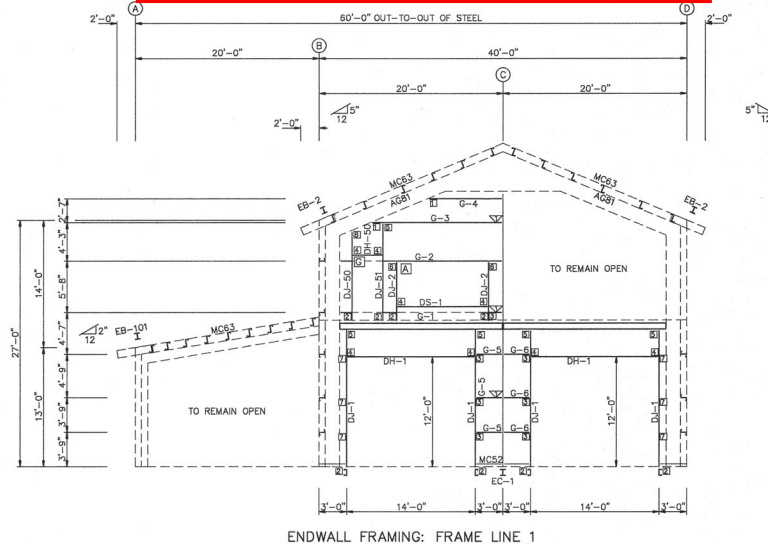 A
D
2'-0"
60'-0" OUT-TO-OUT OF STEEL
2'-0"
B
20'-0"
40'-0"
C
20'-0"
20'-0"
5"
12
5"
12
2'-0"
MC63
AG81
MC63
AG81
EB-2
EB-2
2'-7"
G-4
G-3
DH-50
4'-3"
G-2
G
A
TO REMAIN OPEN
14'-0"
5'-8"
DJ-50
DJ-51
DJ-2
DJ-2
DS-1
G-1
27'-0"
4'-7"
2"
12
EB-101
MC63
G-5
G-6
DH-1
DH-1
4'-9"
G-5
G-6
12'-0"
12'-0"
DJ-1
DJ-1
DJ-1
DJ-1
TO REMAIN OPEN
13'-0"
3'-9"
G-5
G-6
3'-9"
MC52
EC-1
3'-0"
14'-0"
3'-0"
3'-0"
14'-0"
3'-0"
ENDWALL FRAMING: FRAME LINE 1